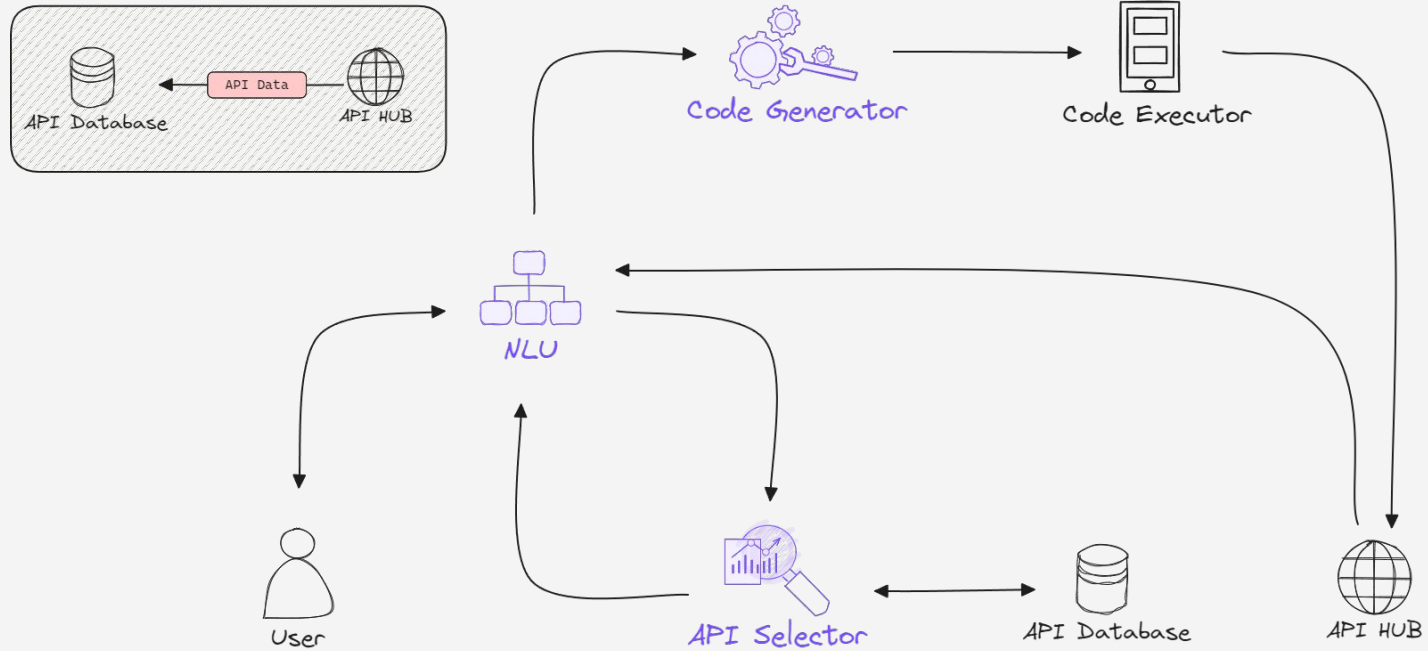 API Data
API Database
API HUB
Code Generator
Code Executor
NLU
User
API Selector
API Database
API HUB